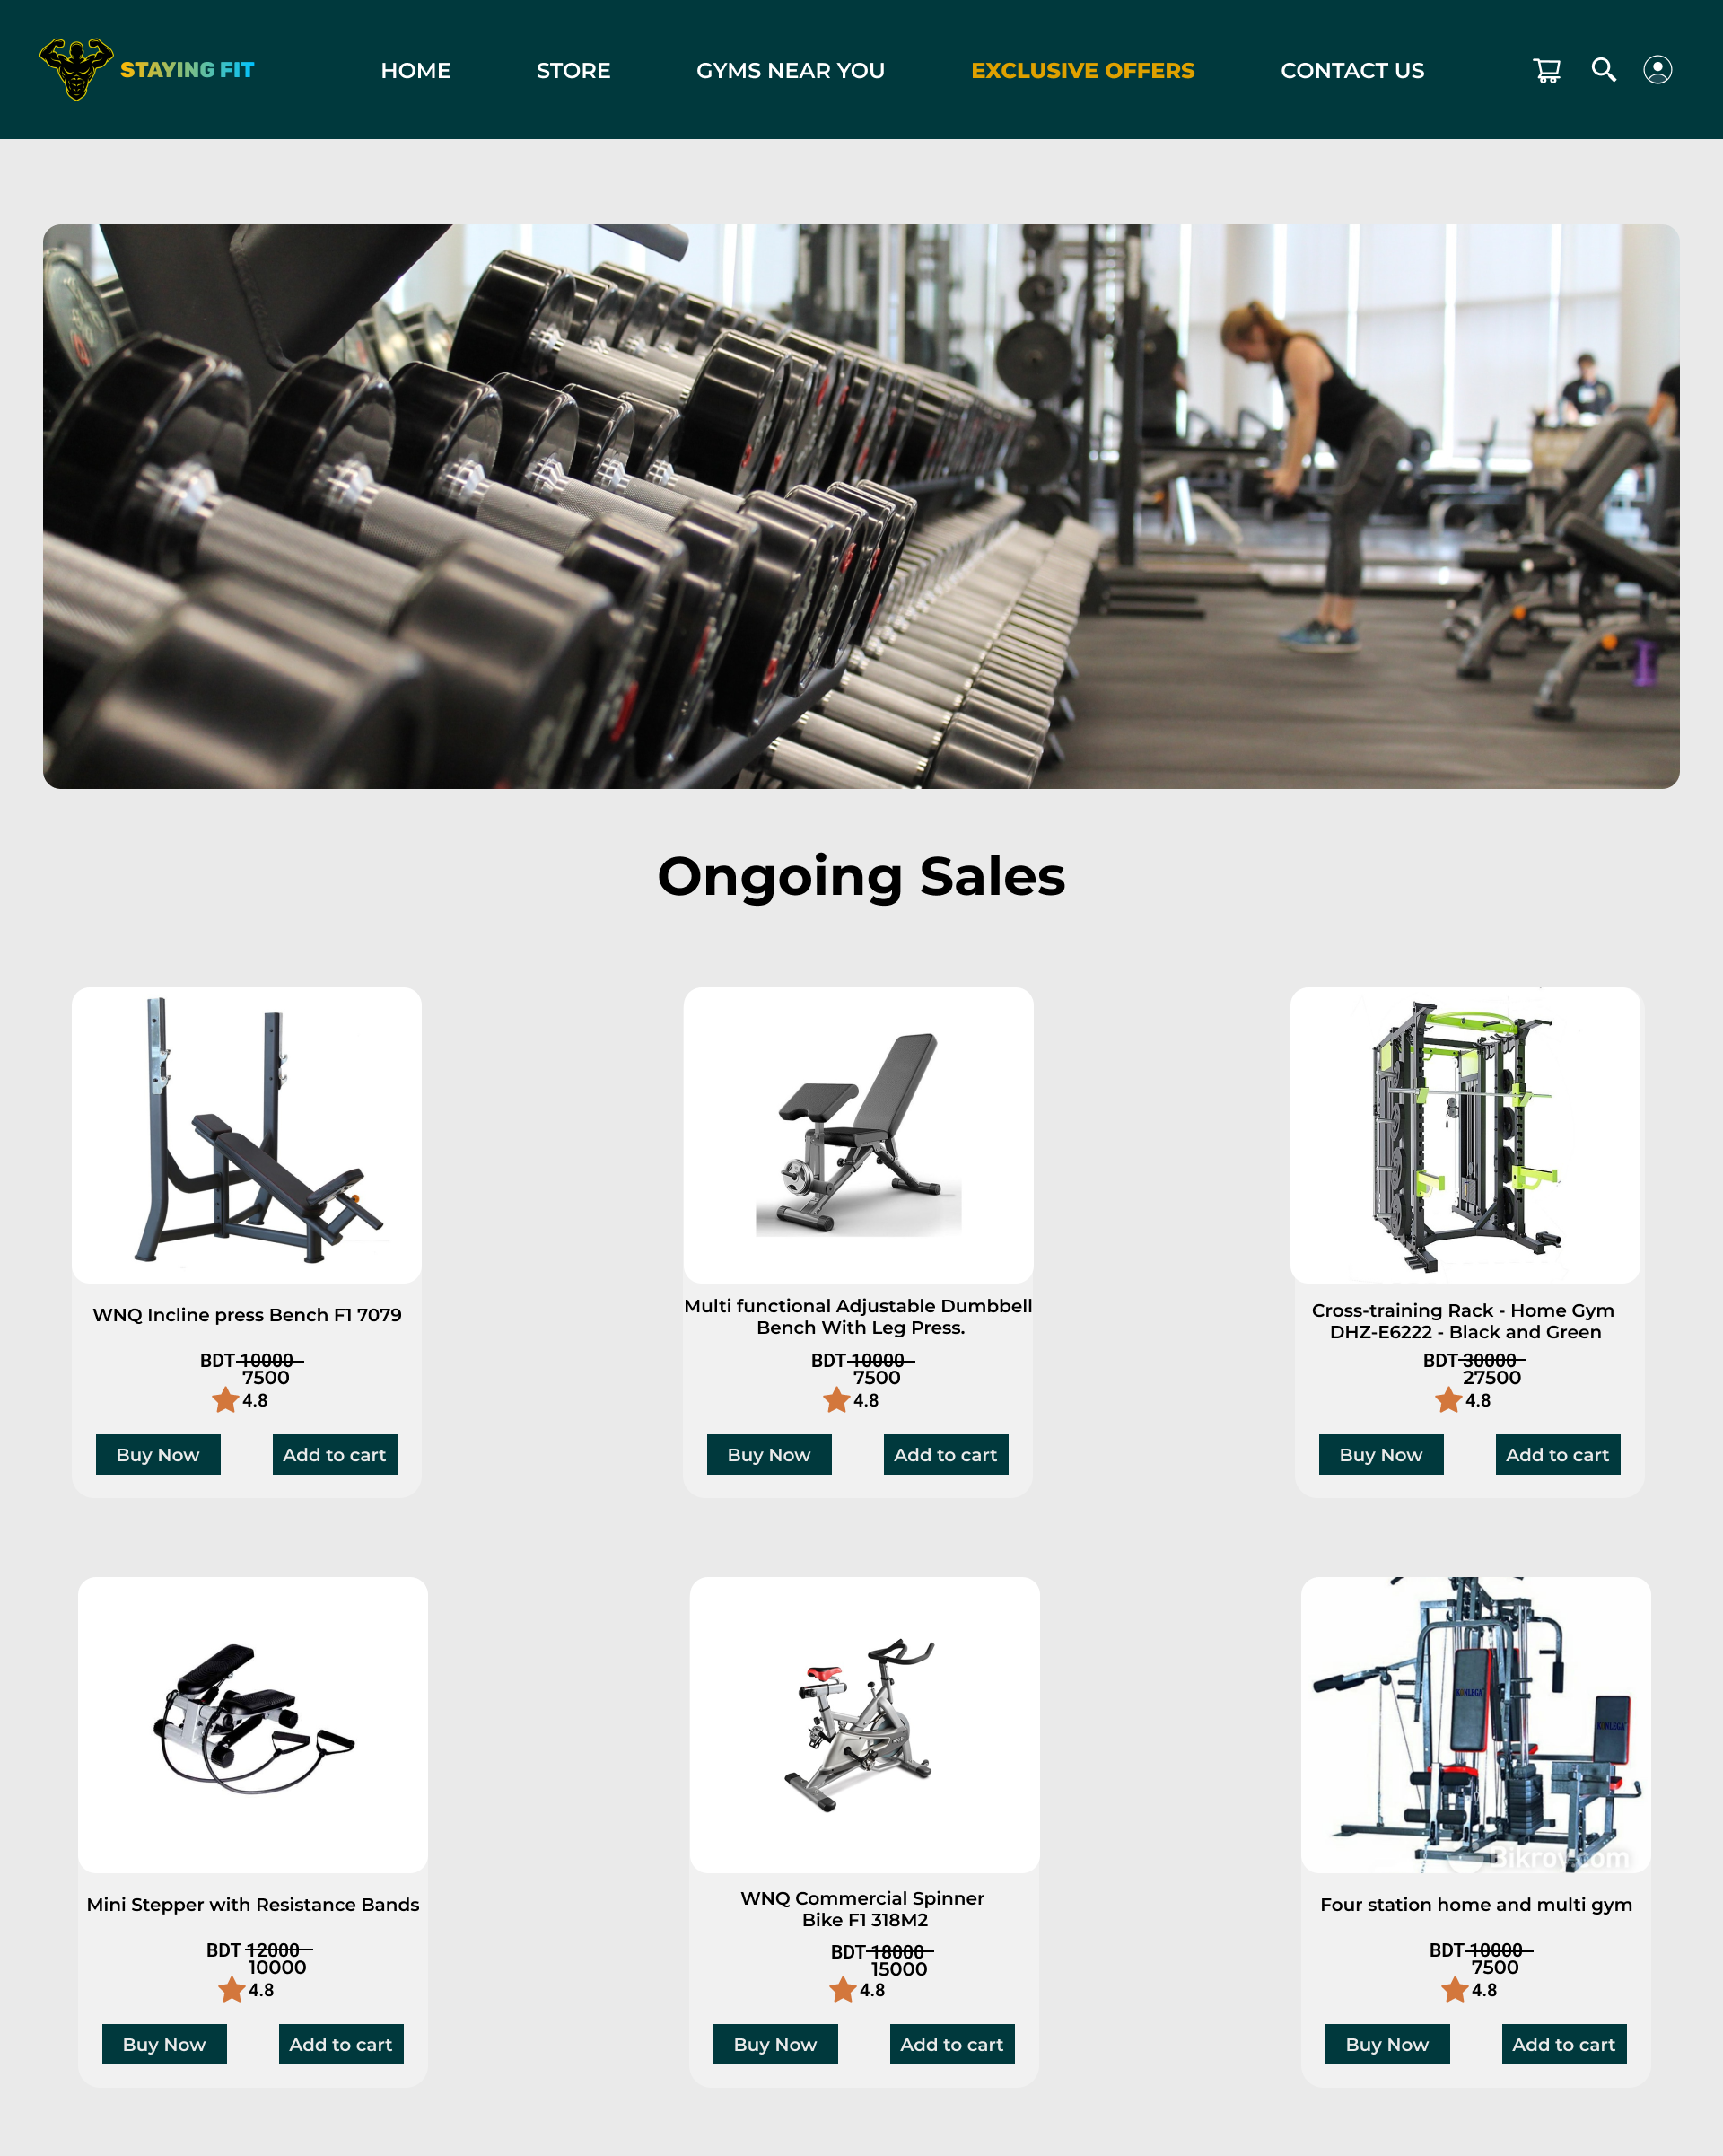 STAYING FIT
HOME
STORE
GYMS NEAR YOU
EXCLUSIVE OFFERS
CONTACT US
Ongoing Sales
WNQ Incline press Bench F1 7079
BDT 10000
7500
4.8
Buy Now
Add to cart
Multi functional Adjustable Dumbbell
Bench With Leg Press.
BDT 10000
7500
4.8
Buy Now
Add to cart
Cross-training Rack - Home Gym
DHZ-E6222 - Black and Green
BDT 30000
27500
4.8
Buy Now
Add to cart
Mini Stepper with Resistance Bands
BDT 12000
10000
4.8
Buy Now
Add to cart
WNQ Commercial Spinner
Bike F1 318M2
BDT 18000
15000
4.8
Buy Now
Add to cart
Bikroy.com
Four station home and multi gym
BDT 10000
7500
4.8
Buy Now
Add to cart